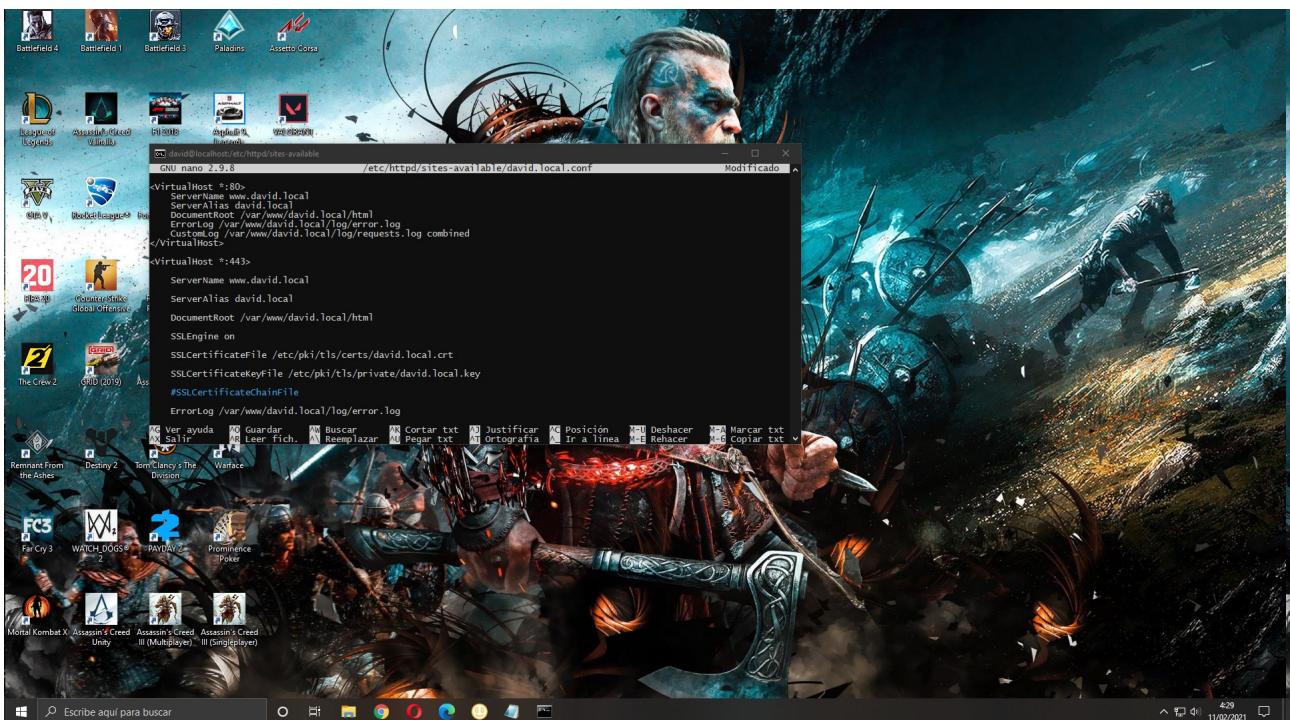 Battlefield 4
Battlefield 1
Battlefield 3
Paladins
Assetto Corsa
League of Legends
Assassin's Creed Valhalla
F1 2018
Asphalt 9
VALORANT
GTA V
Rocket League®
20
FIFA 20
Counter-Strike Global Offensive
The Crew 2
GRID
GRID (2019)
Remnant From the Ashes
Destiny 2
Tom Clancy's The Division
Warface
FC3
Far Cry 3
WATCH_DOGS® 2
PAYDAY 2
Prominence Poker
Mortal Kombat X
Assassin's Creed Unity
Assassin's Creed III (Multiplayer)
Assassin's Creed III (Singleplayer)
david@localhost:/etc/httpd/sites-available
GNU nano 2.9.8 /etc/httpd/sites-available/david.local.conf Modificado
<VirtualHost *:80>
ServerName www.david.local
ServerAlias david.local
DocumentRoot /var/www/david.local/html
ErrorLog /var/www/david.local/log/error.log
CustomLog /var/www/david.local/log/requests.log combined
</VirtualHost>
<VirtualHost *:443>
ServerName www.david.local
ServerAlias david.local
DocumentRoot /var/www/david.local/html
SSLEngine on
SSLCertificateFile /etc/pki/tls/certs/david.local.crt
SSLCertificateKeyFile /etc/pki/tls/private/david.local.key
#SSLCertificateChainFile
ErrorLog /var/www/david.local/log/error.log
^G Ver ayuda ^O Guardar ^W Buscar ^K Cortar txt ^J Justificar ^C Posición M-U Deshacer M-A Marcar txt
^X Salir ^R Leer fich. ^\ Reemplazar ^U Pegar txt ^T Ortografía ^_ Ir a línea M-E Rehacer M-6 Copiar txt
Escribe aquí para buscar
4:29
11/02/2021